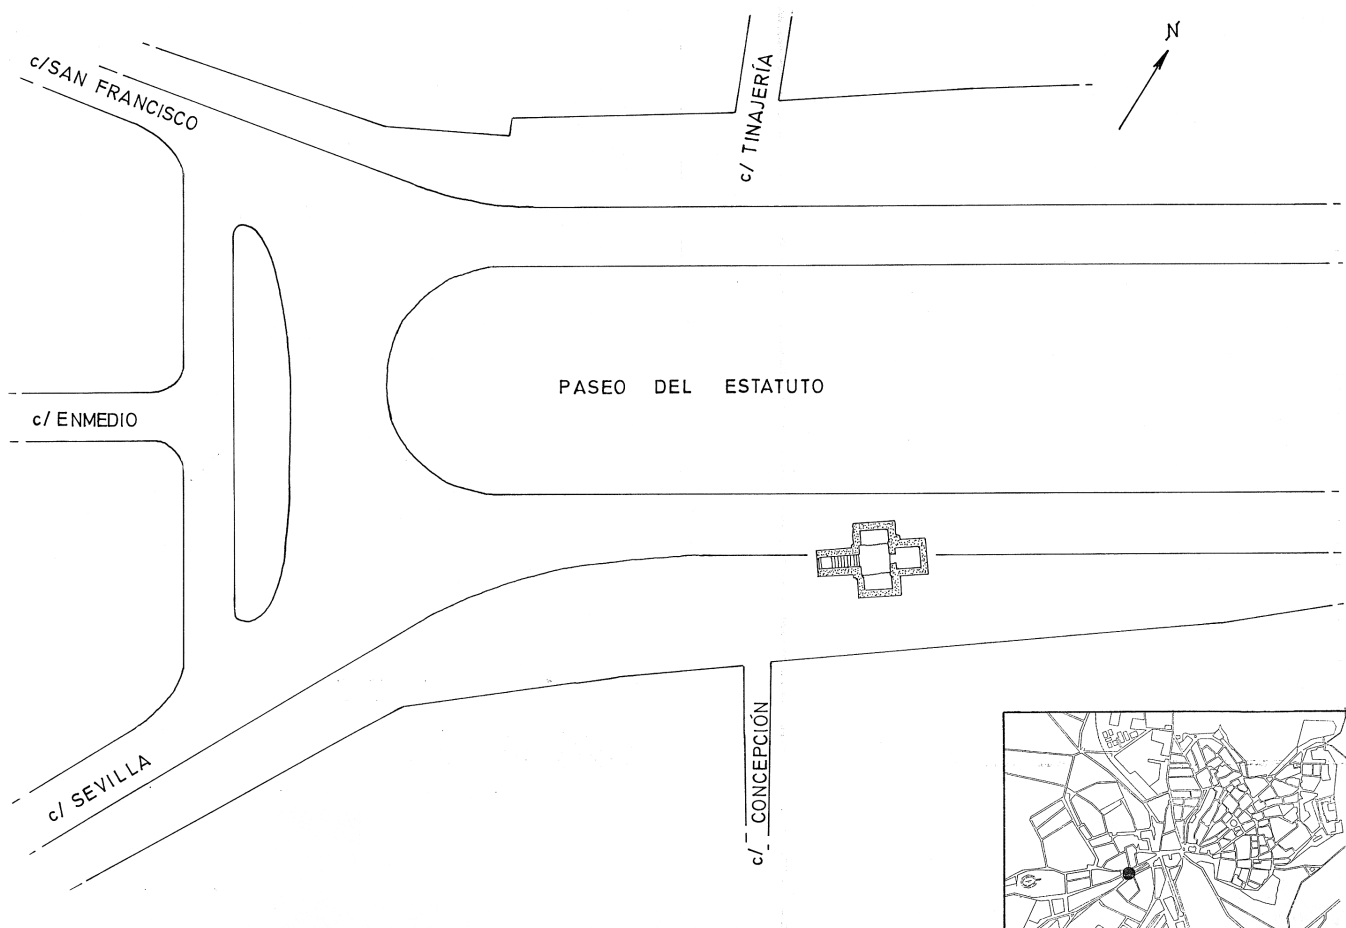 N
c/SAN FRANCISCO
c/ TINAJERÍA
PASEO DEL ESTATUTO
c/ ENMEDIO
c/ SEVILLA
c/ CONCEPCIÓN